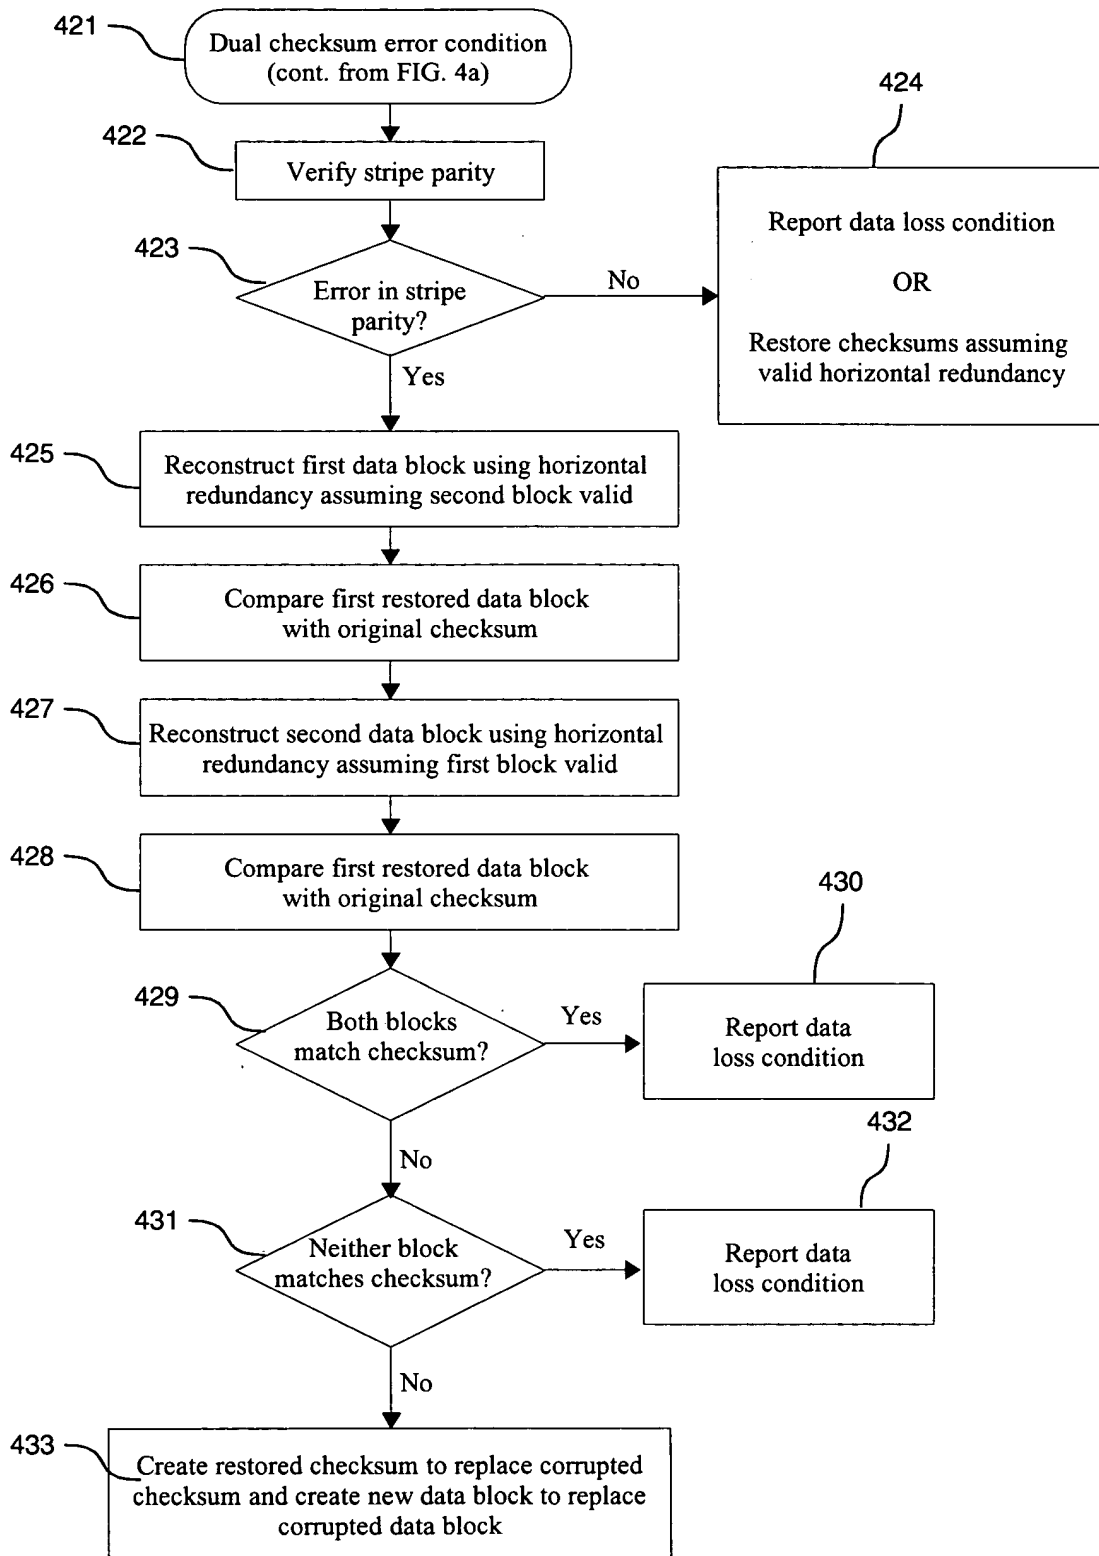 421
Dual checksum error condition
(cont. from FIG. 4a)
422
Verify stripe parity
423
Error in stripe
parity?
No
424
Report data loss condition
OR
Restore checksums assuming
valid horizontal redundancy
Yes
425
Reconstruct first data block using horizontal
redundancy assuming second block valid
426
Compare first restored data block
with original checksum
427
Reconstruct second data block using horizontal
redundancy assuming first block valid
428
Compare first restored data block
with original checksum
429
Both blocks
match checksum?
Yes
430
Report data
loss condition
No
431
Neither block
matches checksum?
Yes
432
Report data
loss condition
No
433
Create restored checksum to replace corrupted
checksum and create new data block to replace
corrupted data block